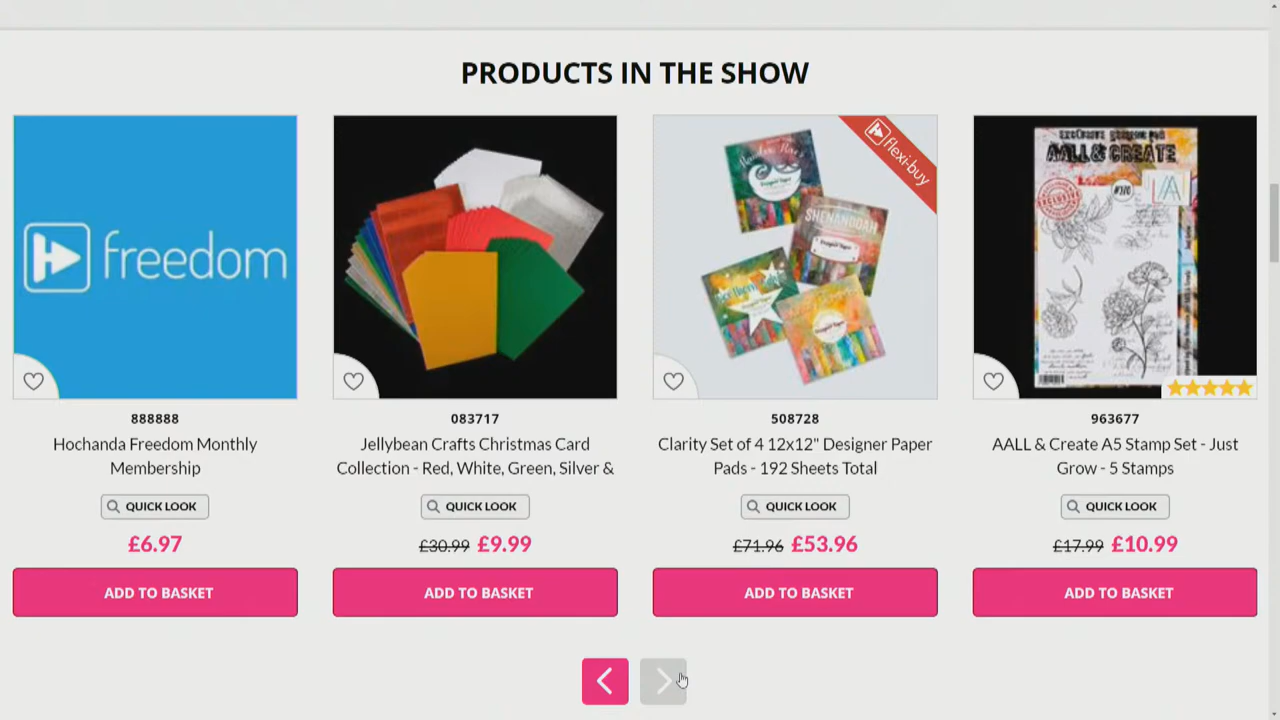 PRODUCTS IN THE SHOW
freedom
flexi-buy
SHENANDOAH
Designer Paper
AALL & CREATE
EXCLUSIVE
888888
083717
508728
963677
Hochanda Freedom Monthly
Membership
Jellybean Crafts Christmas Card
Collection - Red, White, Green, Silver &
Clarity Set of 4 12x12" Designer Paper
Pads - 192 Sheets Total
AALL & Create A5 Stamp Set - Just
Grow - 5 Stamps
QUICK LOOK
QUICK LOOK
QUICK LOOK
QUICK LOOK
£6.97
£30.99 £9.99
£71.96 £53.96
£17.99 £10.99
ADD TO BASKET
ADD TO BASKET
ADD TO BASKET
ADD TO BASKET